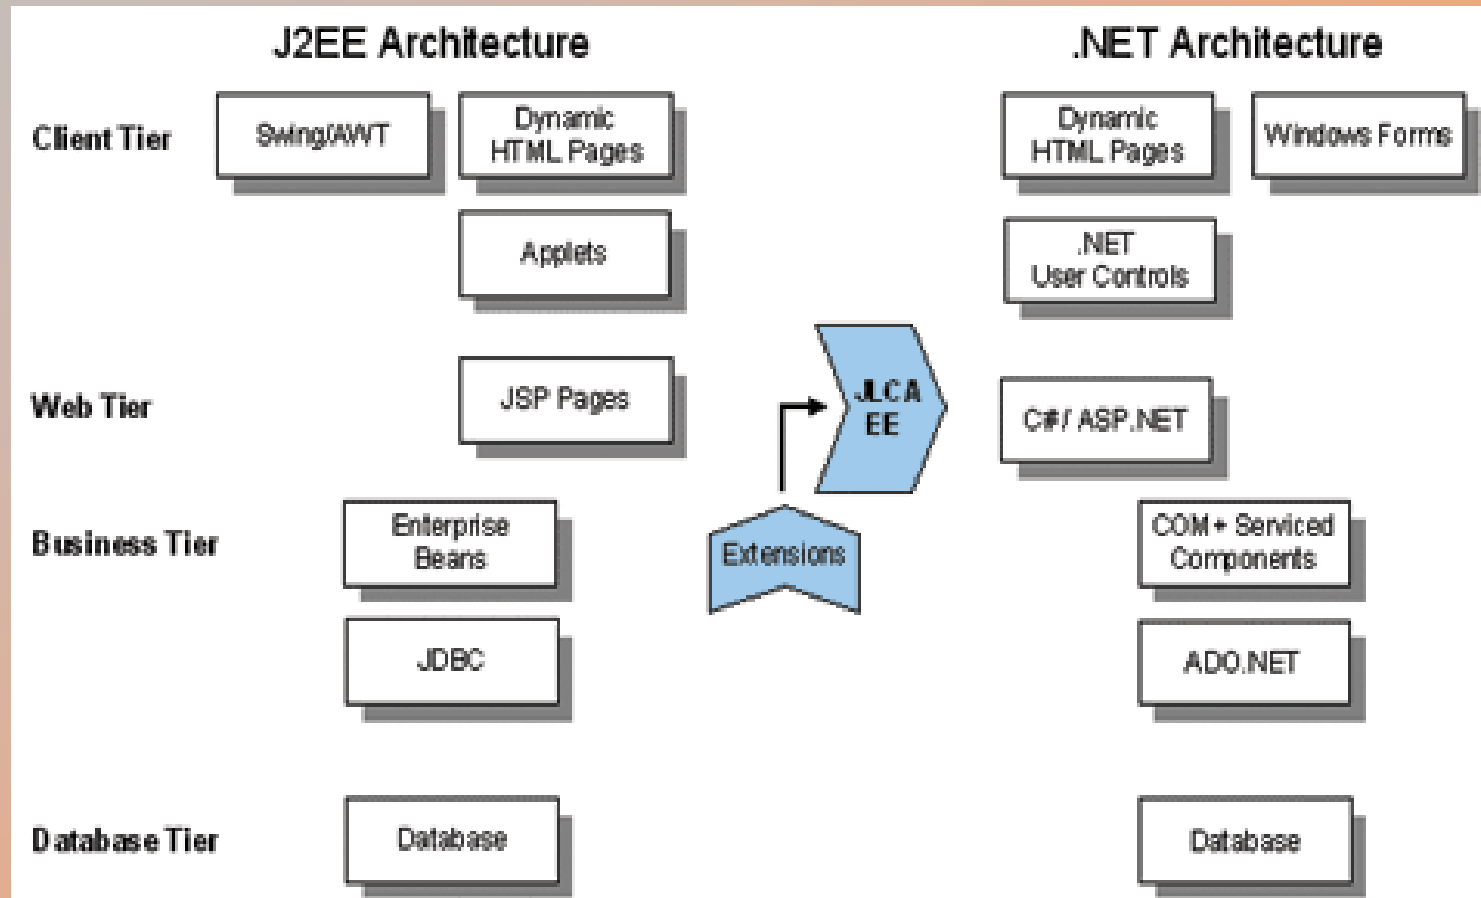 J2EE Architecture
.NET Architecture
Client Tier
Swing/AWT
Dynamic
HTML Pages
Dynamic
HTML Pages
Windows Forms
Applets
.NET
User Controls
Web Tier
JSP Pages
JLCA
EE
C#/ ASP.NET
Business Tier
Enterprise
Beans
Extensions
COM+ Serviced
Components
JDBC
ADO.NET
Database Tier
Database
Database